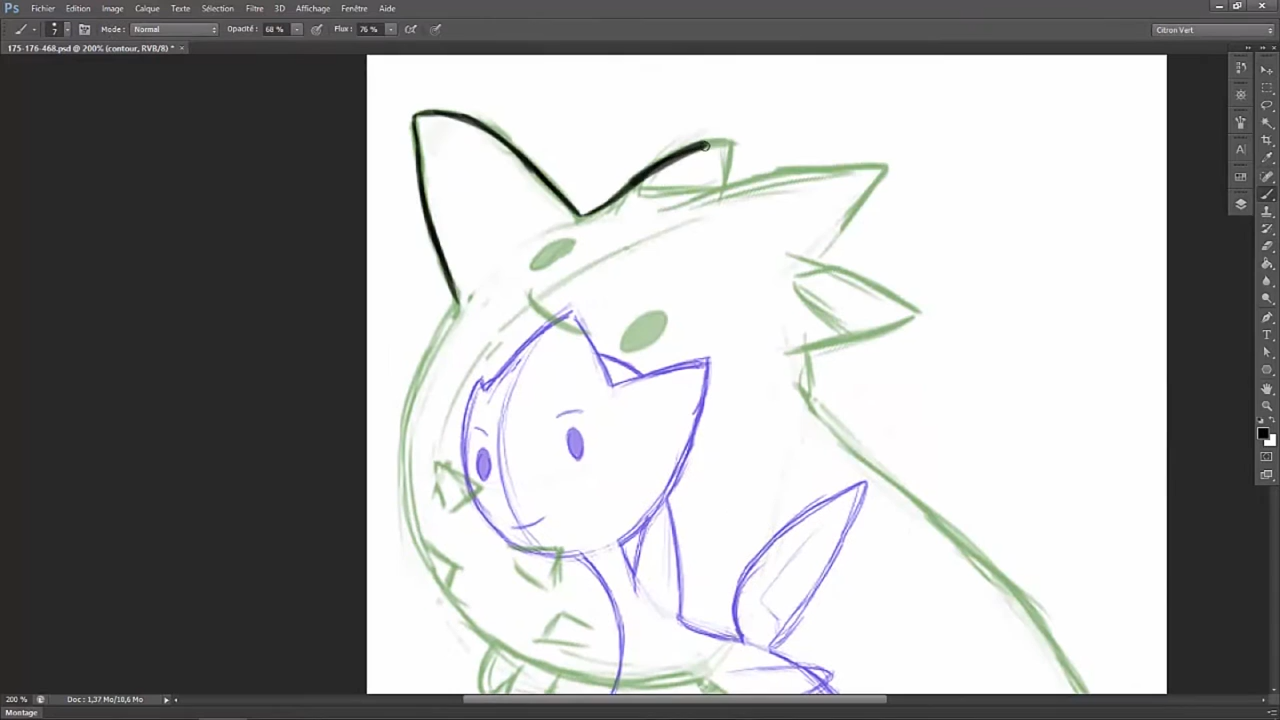 Ps Fichier Edition Image Calque Texte Sélection Filtre 3D Affichage Fenêtre Aide
7 Mode : Normal Opacité : 68 % Flux : 76 % Citron Vert
175-176-468.psd @ 200% (contour, RVB/8) * ×
200 % Doc : 1,37 Mo/18,6 Mo
Montage